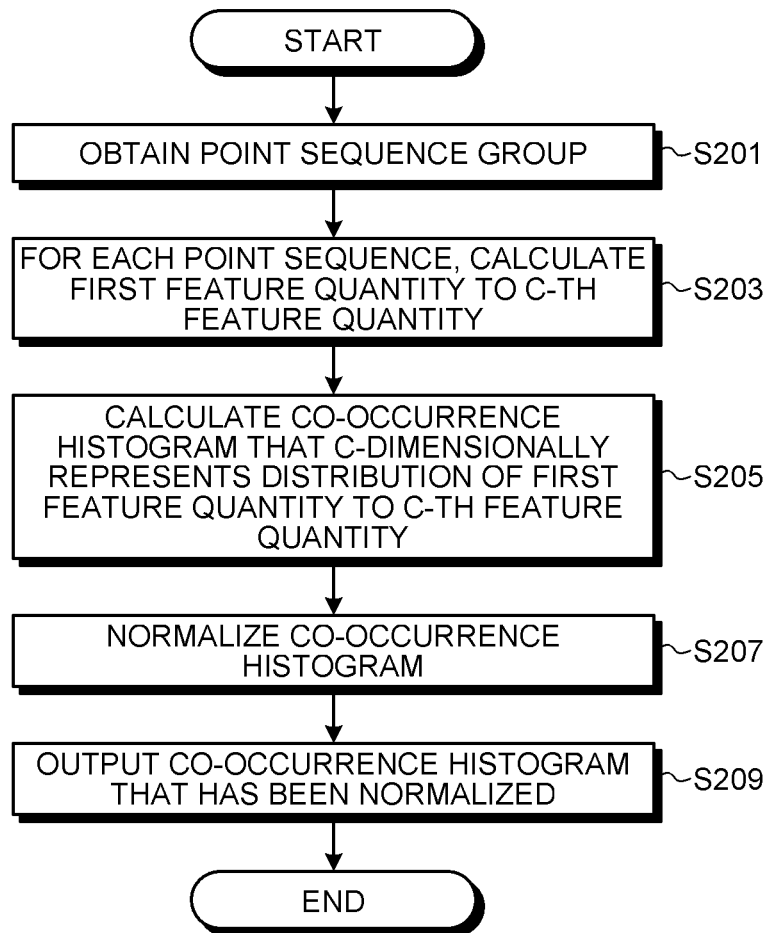 START
OBTAIN POINT SEQUENCE GROUP
S201
FOR EACH POINT SEQUENCE, CALCULATE
FIRST FEATURE QUANTITY TO C-TH
FEATURE QUANTITY
S203
CALCULATE CO-OCCURRENCE
HISTOGRAM THAT C-DIMENSIONALLY
REPRESENTS DISTRIBUTION OF FIRST
FEATURE QUANTITY TO C-TH FEATURE
QUANTITY
S205
NORMALIZE CO-OCCURRENCE
HISTOGRAM
S207
OUTPUT CO-OCCURRENCE HISTOGRAM
THAT HAS BEEN NORMALIZED
S209
END